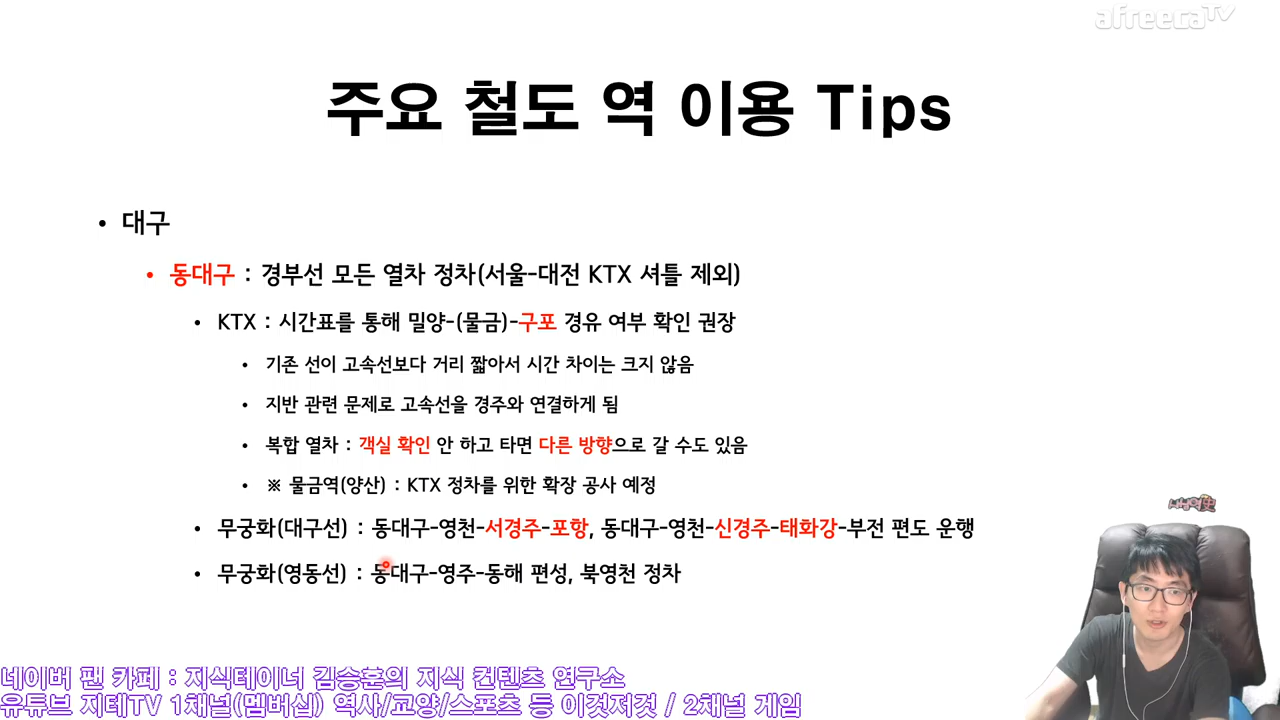 afreecaTV
주요 철도 역 이용 Tips
• 대구
• 동대구 : 경부선 모든 열차 정차(서울-대전 KTX 셔틀 제외)
• KTX : 시간표를 통해 밀양-(물금)-구포 경유 여부 확인 권장
• 기존 선이 고속선보다 거리 짧아서 시간 차이는 크지 않음
• 지반 관련 문제로 고속선을 경주와 연결하게 됨
• 복합 열차 : 객실 확인 안 하고 타면 다른 방향으로 갈 수도 있음
• ※ 물금역(양산) : KTX 정차를 위한 확장 공사 예정
• 무궁화(대구선) : 동대구-영천-서경주-포항, 동대구-영천-신경주-태화강-부전 편도 운행
• 무궁화(영동선) : 동대구-영주-동해 편성, 북영천 정차
네이버 팬 카페 : 지식테이너 김승훈의 지식 컨텐츠 연구소
유튜브 지테TV 1채널(멤버십) 역사/교양/스포츠 등 이것저것 / 2채널 게임